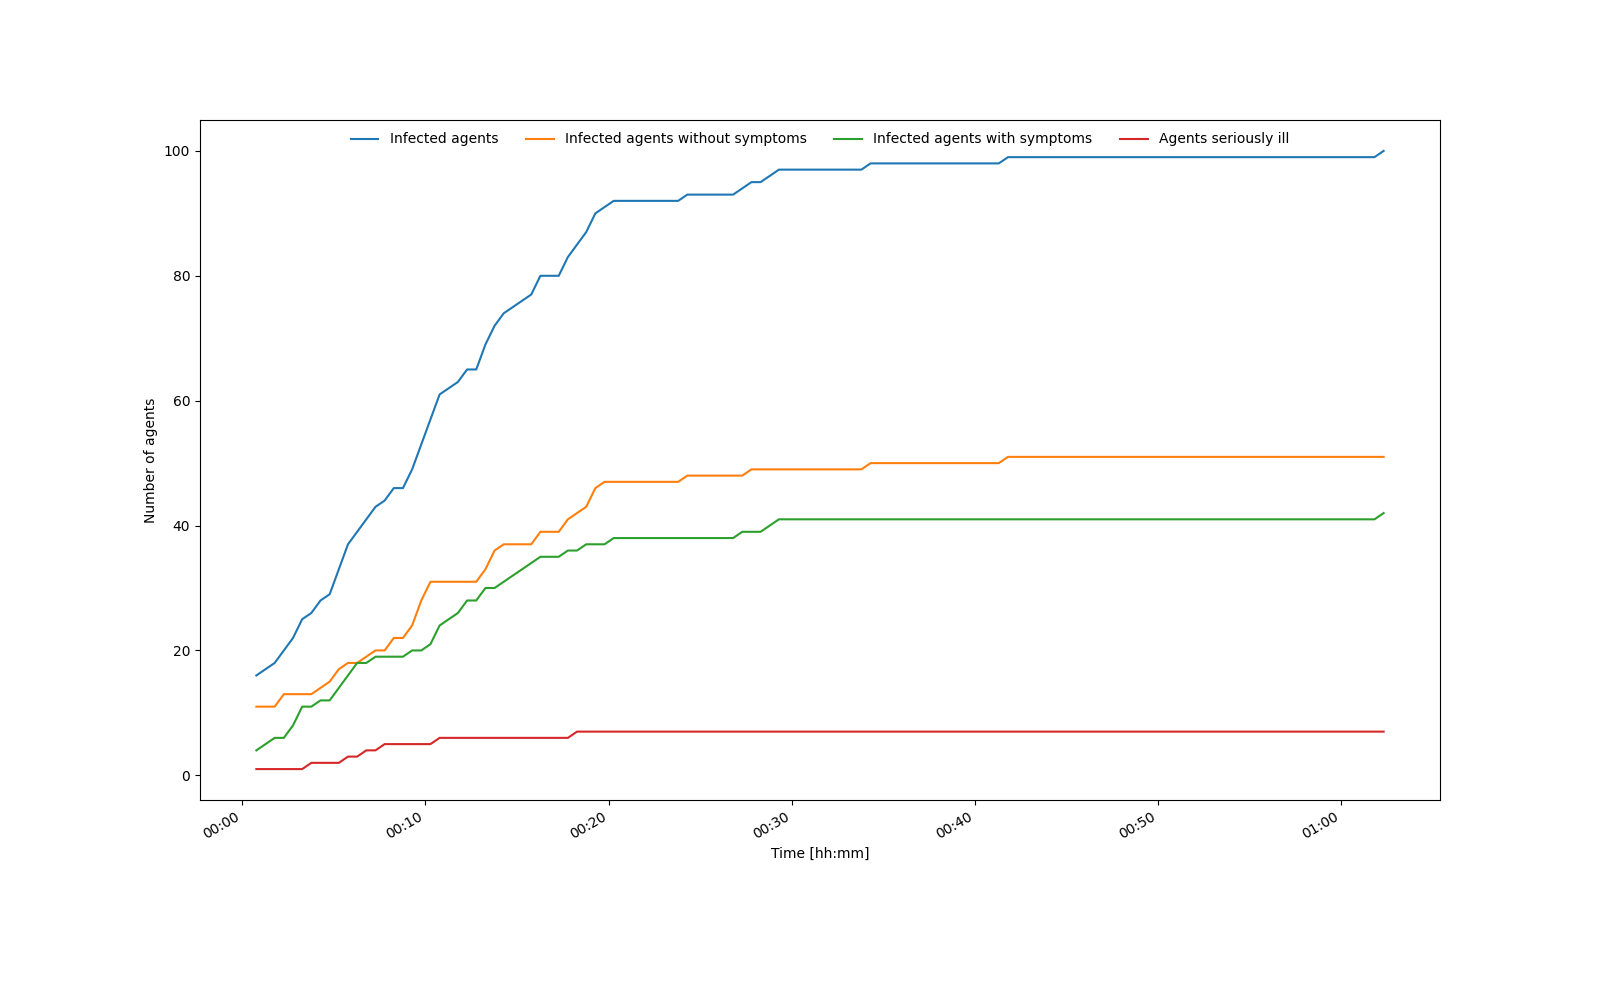 Infected agents Infected agents without symptoms Infected agents with symptoms Agents seriously ill
100
80
60
40
20
0
Number of agents
00:00 00:10 00:20 00:30 00:40 00:50 01:00
Time [hh:mm]